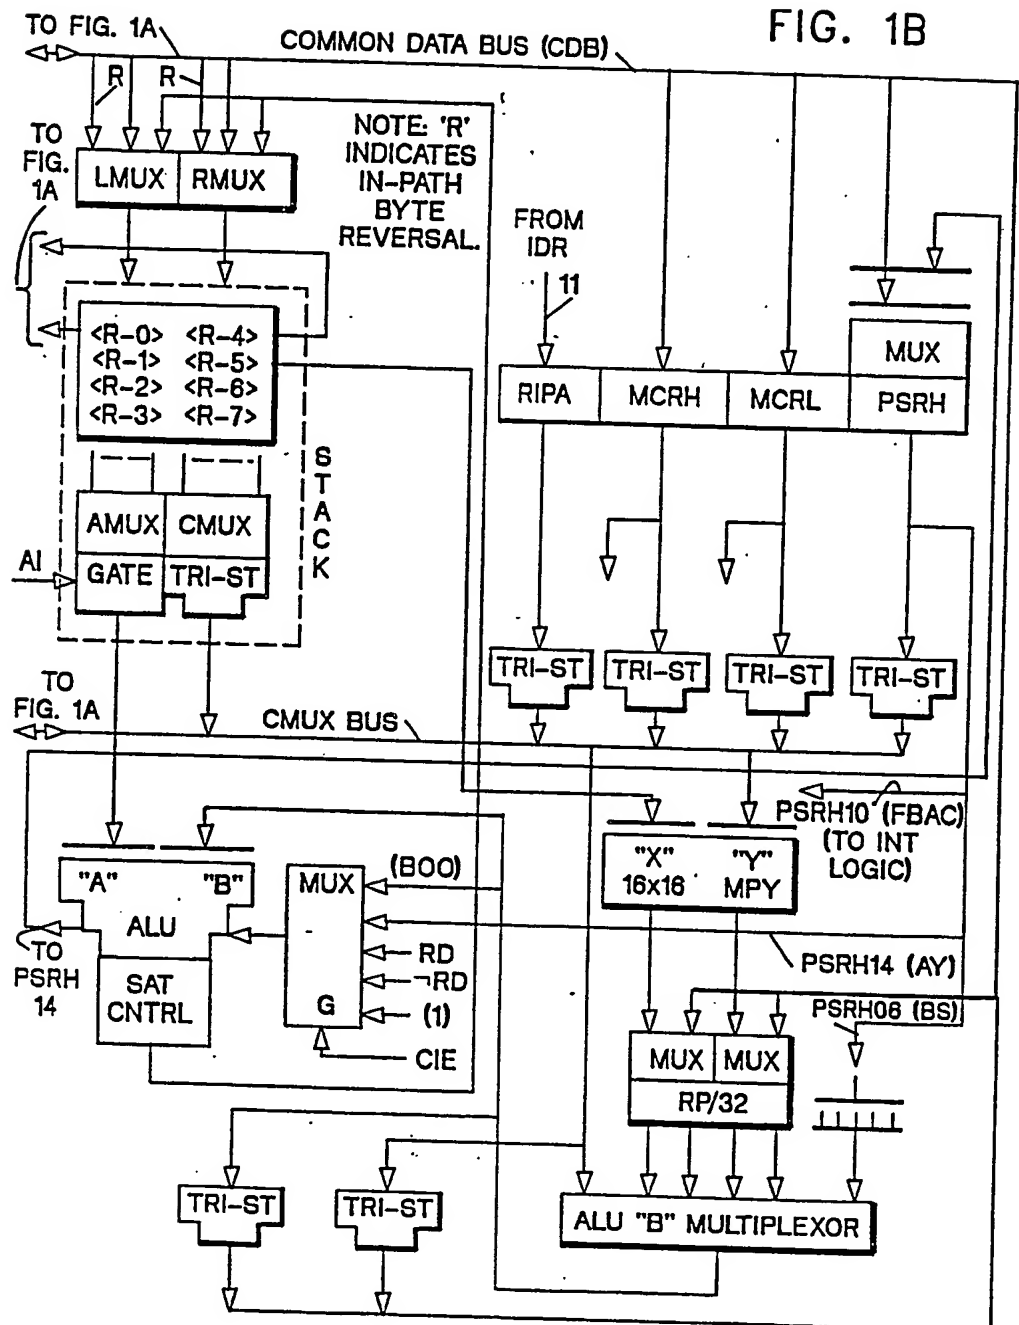 FIG. 1B
TO FIG. 1A
COMMON DATA BUS (CDB)
R
R
TO
FIG.
1A
NOTE: 'R'
INDICATES
IN-PATH
BYTE
REVERSAL.
LMUX
RMUX
FROM
IDR
11
<R-0> <R-4>
<R-1> <R-5>
<R-2> <R-6>
<R-3> <R-7>
MUX
RIPA
MCRH
MCRL
PSRH
STACK
AMUX
CMUX
AI
GATE
TRI-ST
TRI-ST
TRI-ST
TRI-ST
TRI-ST
TO
FIG. 1A
CMUX BUS
PSRH10 (FBAC)
(TO INT
LOGIC)
"A"
"B"
ALU
MUX
(B00)
"X"
16x16
"Y"
MPY
RD
¬RD
(1)
G
CIE
TO
PSRH
14
SAT
CNTRL
PSRH14 (AY)
PSRH08 (BS)
MUX
MUX
RP/32
TRI-ST
TRI-ST
ALU "B" MULTIPLEXOR